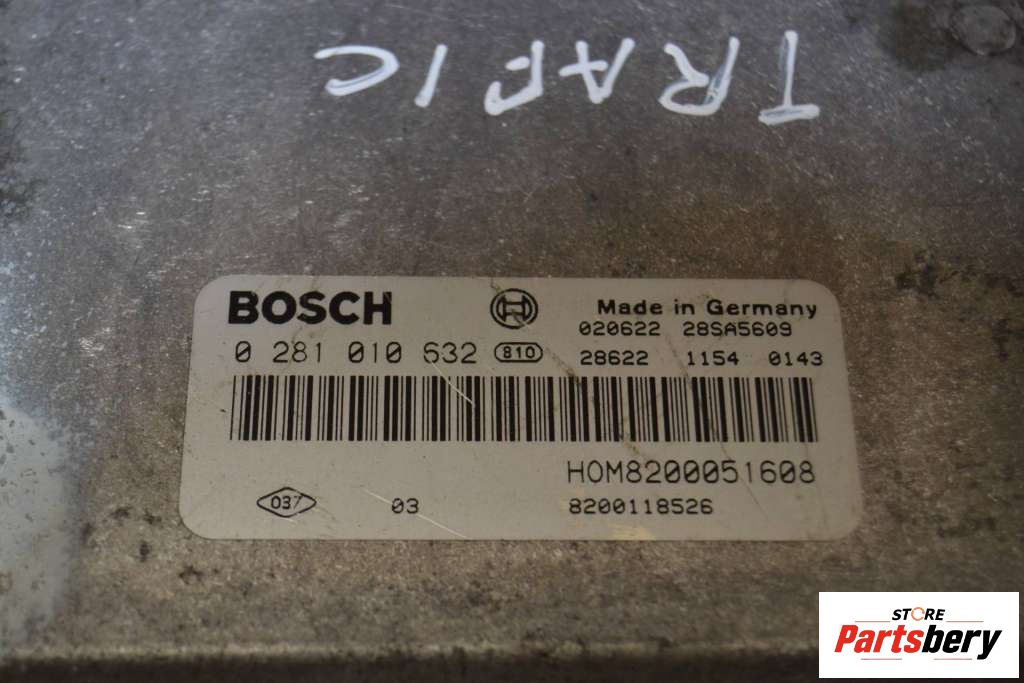 TRAFIC
BOSCH
Made in Germany
020622 28SA5609
0 281 010 632 810 28622 1154 0143
HOM8200051608
037 03 8200118526
STORE
Partsbery